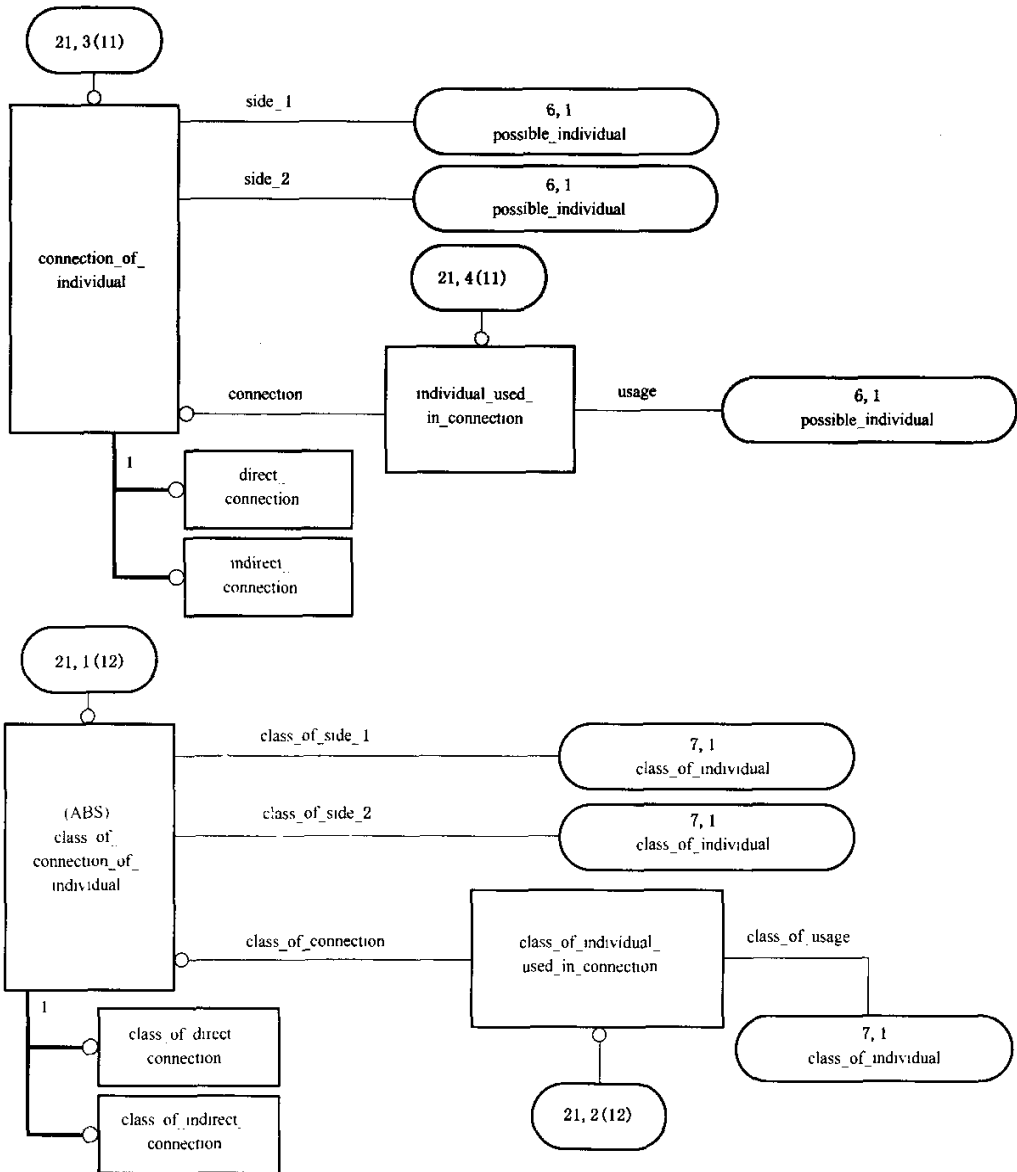 21, 3(11)
side_1
6, 1
possible_individual
side_2
6, 1
possible_individual
connection_of_
individual
21, 4(11)
connection
individual_used_
in_connection
usage
6, 1
possible_individual
1
direct_
connection
indirect_
connection
21, 1(12)
class_of_side_1
7, 1
class_of_individual
(ABS)
class_of_
connection_of_
individual
class_of_side_2
7, 1
class_of_individual
class_of_connection
class_of_individual_
used_in_connection
class_of_usage
1
class_of_direct_
connection
7, 1
class_of_individual
class_of_indirect_
connection
21, 2(12)